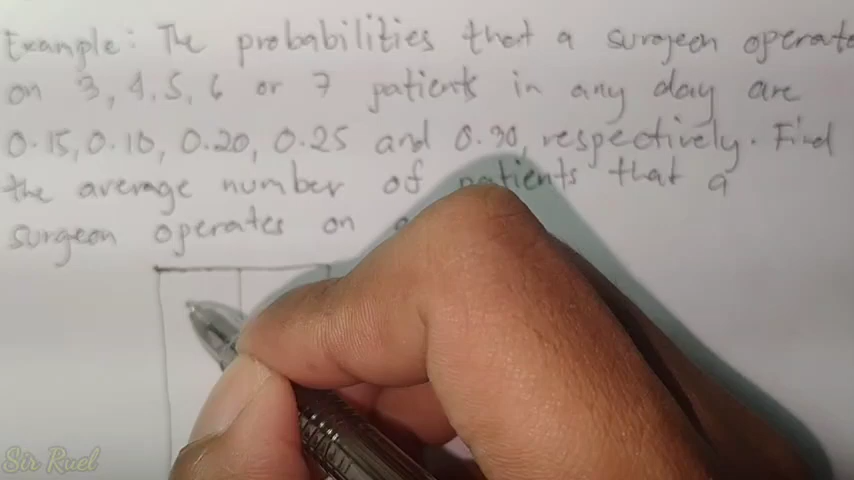 Example: The probabilities that a surgeon operate
on 3, 4, 5, 6 or 7 patients in any day are
0.15, 0.10, 0.20, 0.25 and 0.30, respectively. Find
the average number of patients that a
surgeon operates on a
Sir Ruel